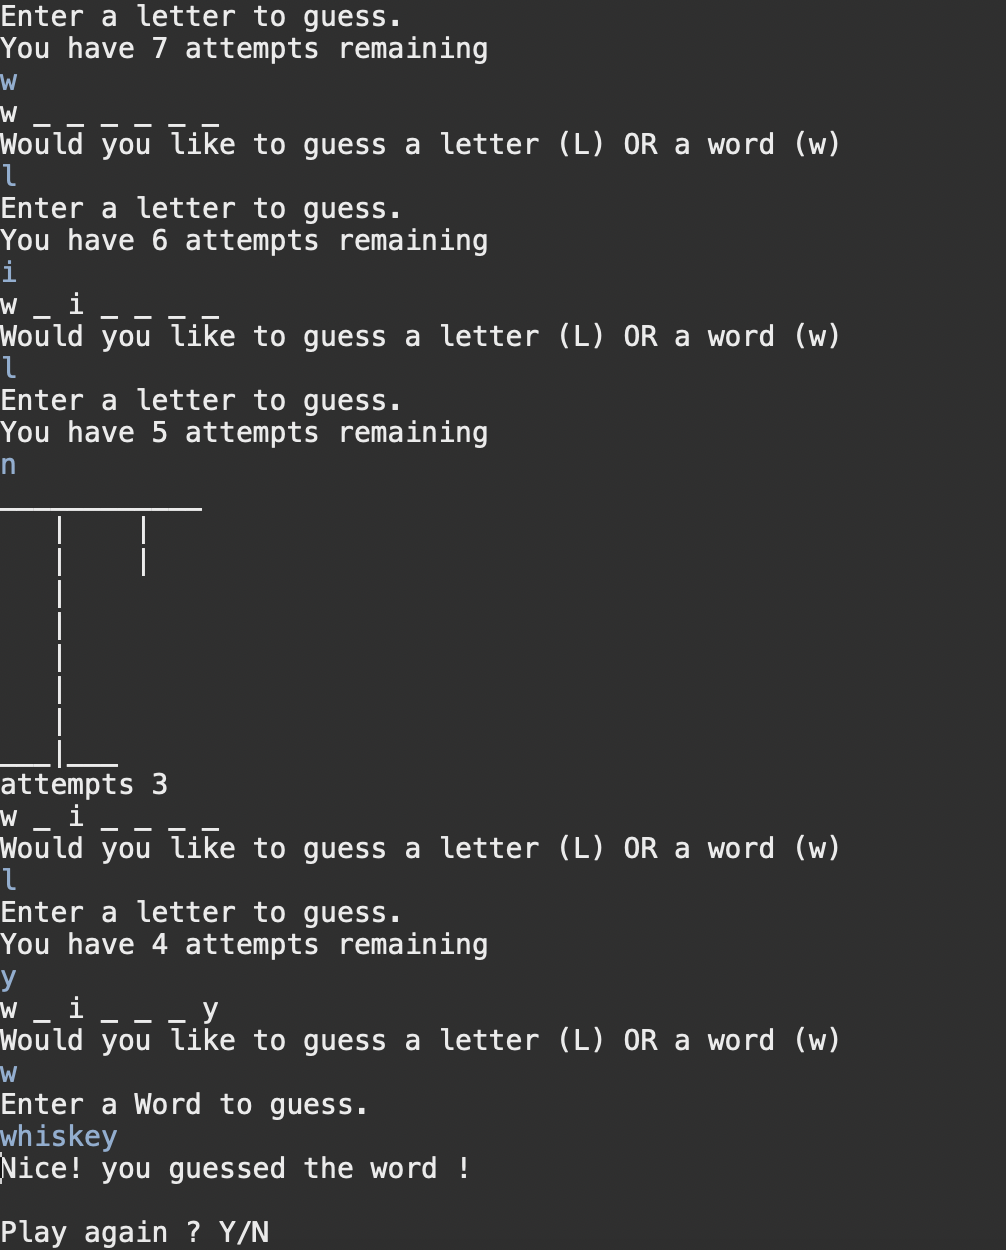 Enter a letter to guess.
You have 7 attempts remaining
w
w _ _ _ _ _ _
Would you like to guess a letter (L) OR a word (w)
l
Enter a letter to guess.
You have 6 attempts remaining
i
w _ i _ _ _ _
Would you like to guess a letter (L) OR a word (w)
l
Enter a letter to guess.
You have 5 attempts remaining
n
____________
   |    |
   |    |
   |
   |
   |
   |
   |
___|___
attempts 3
w _ i _ _ _ _
Would you like to guess a letter (L) OR a word (w)
l
Enter a letter to guess.
You have 4 attempts remaining
y
w _ i _ _ _ y
Would you like to guess a letter (L) OR a word (w)
w
Enter a Word to guess.
whiskey
Nice! you guessed the word !

Play again ? Y/N